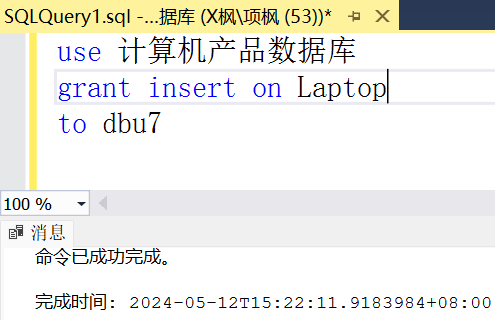 SQLQuery1.sql -...据库 (X枫\项枫 (53))*
use 计算机产品数据库
grant insert on Laptop
to dbu7
100 %
消息
命令已成功完成。
完成时间: 2024-05-12T15:22:11.9183984+08:00